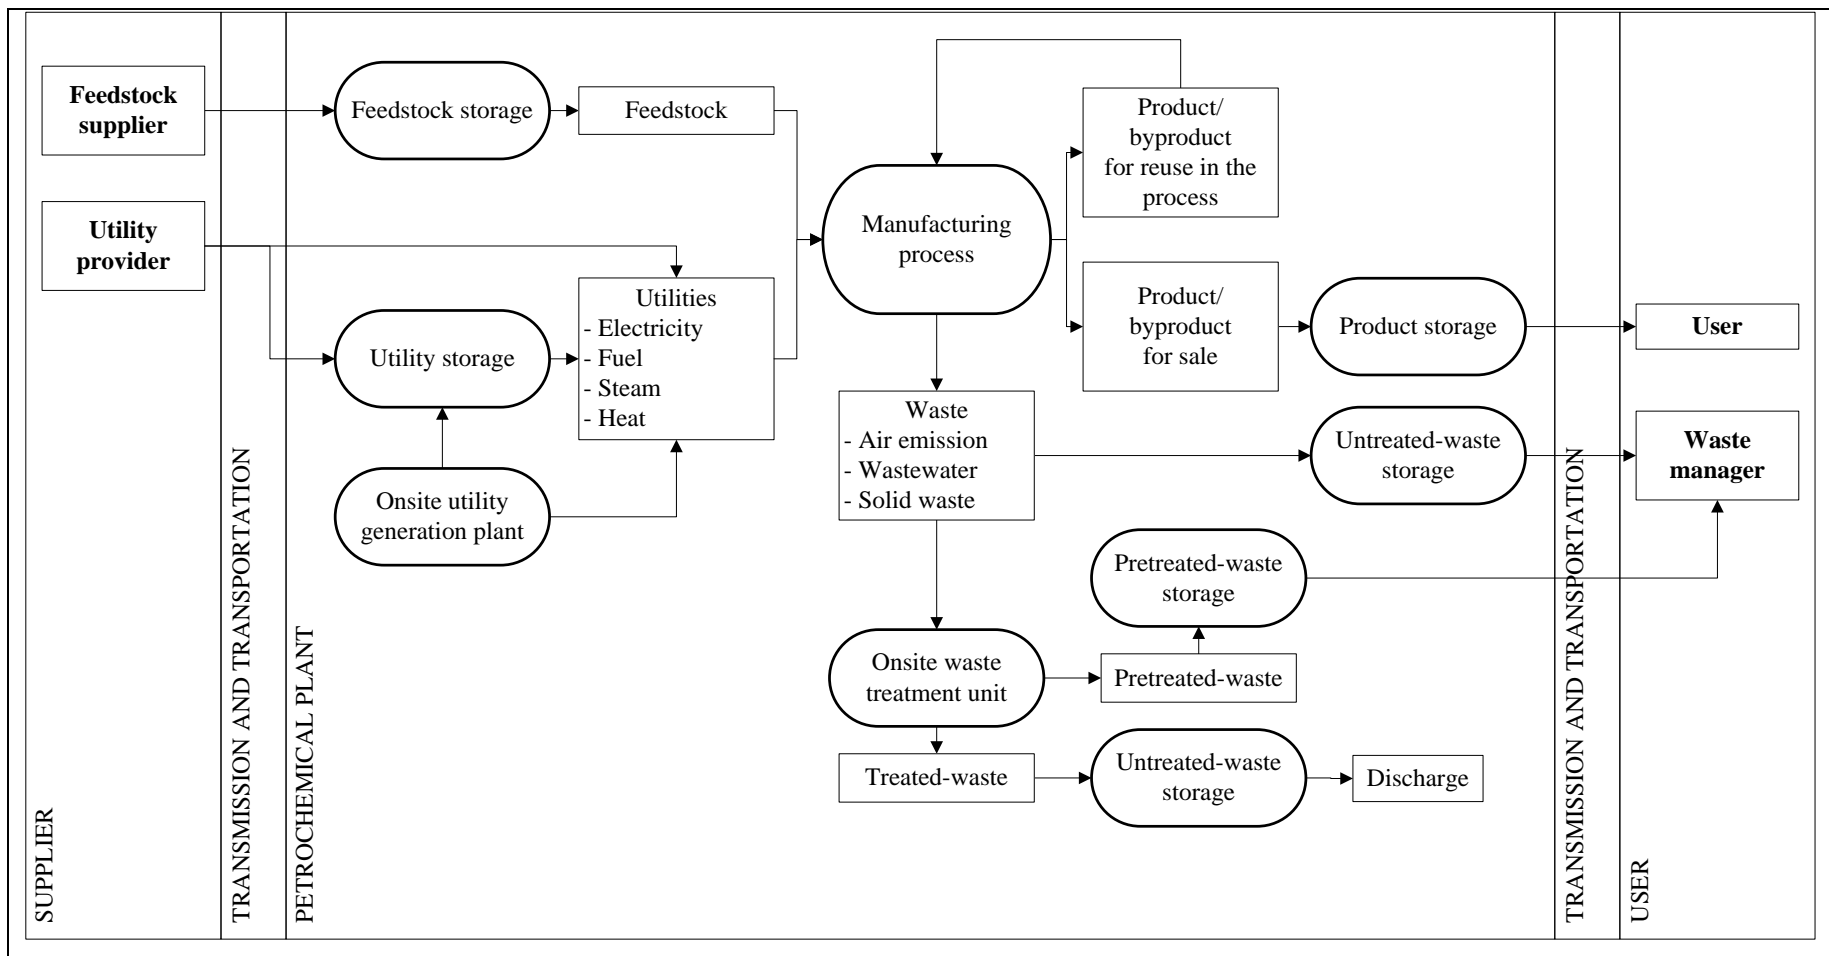 Feedstock
supplier
Utility
provider
SUPPLIER
TRANSMISSION AND TRANSPORTATION
Feedstock storage
Feedstock
Utility storage
Utilities
- Electricity
- Fuel
- Steam
- Heat
Onsite utility
generation plant
PETROCHEMICAL PLANT
Manufacturing
process
Product/
byproduct
for reuse in the
process
Product/
byproduct
for sale
Product storage
Waste
- Air emission
- Wastewater
- Solid waste
Untreated-waste
storage
Pretreated-waste
storage
Onsite waste
treatment unit
Pretreated-waste
Treated-waste
Untreated-waste
storage
Discharge
TRANSMISSION AND TRANSPORTATION
User
Waste
manager
USER